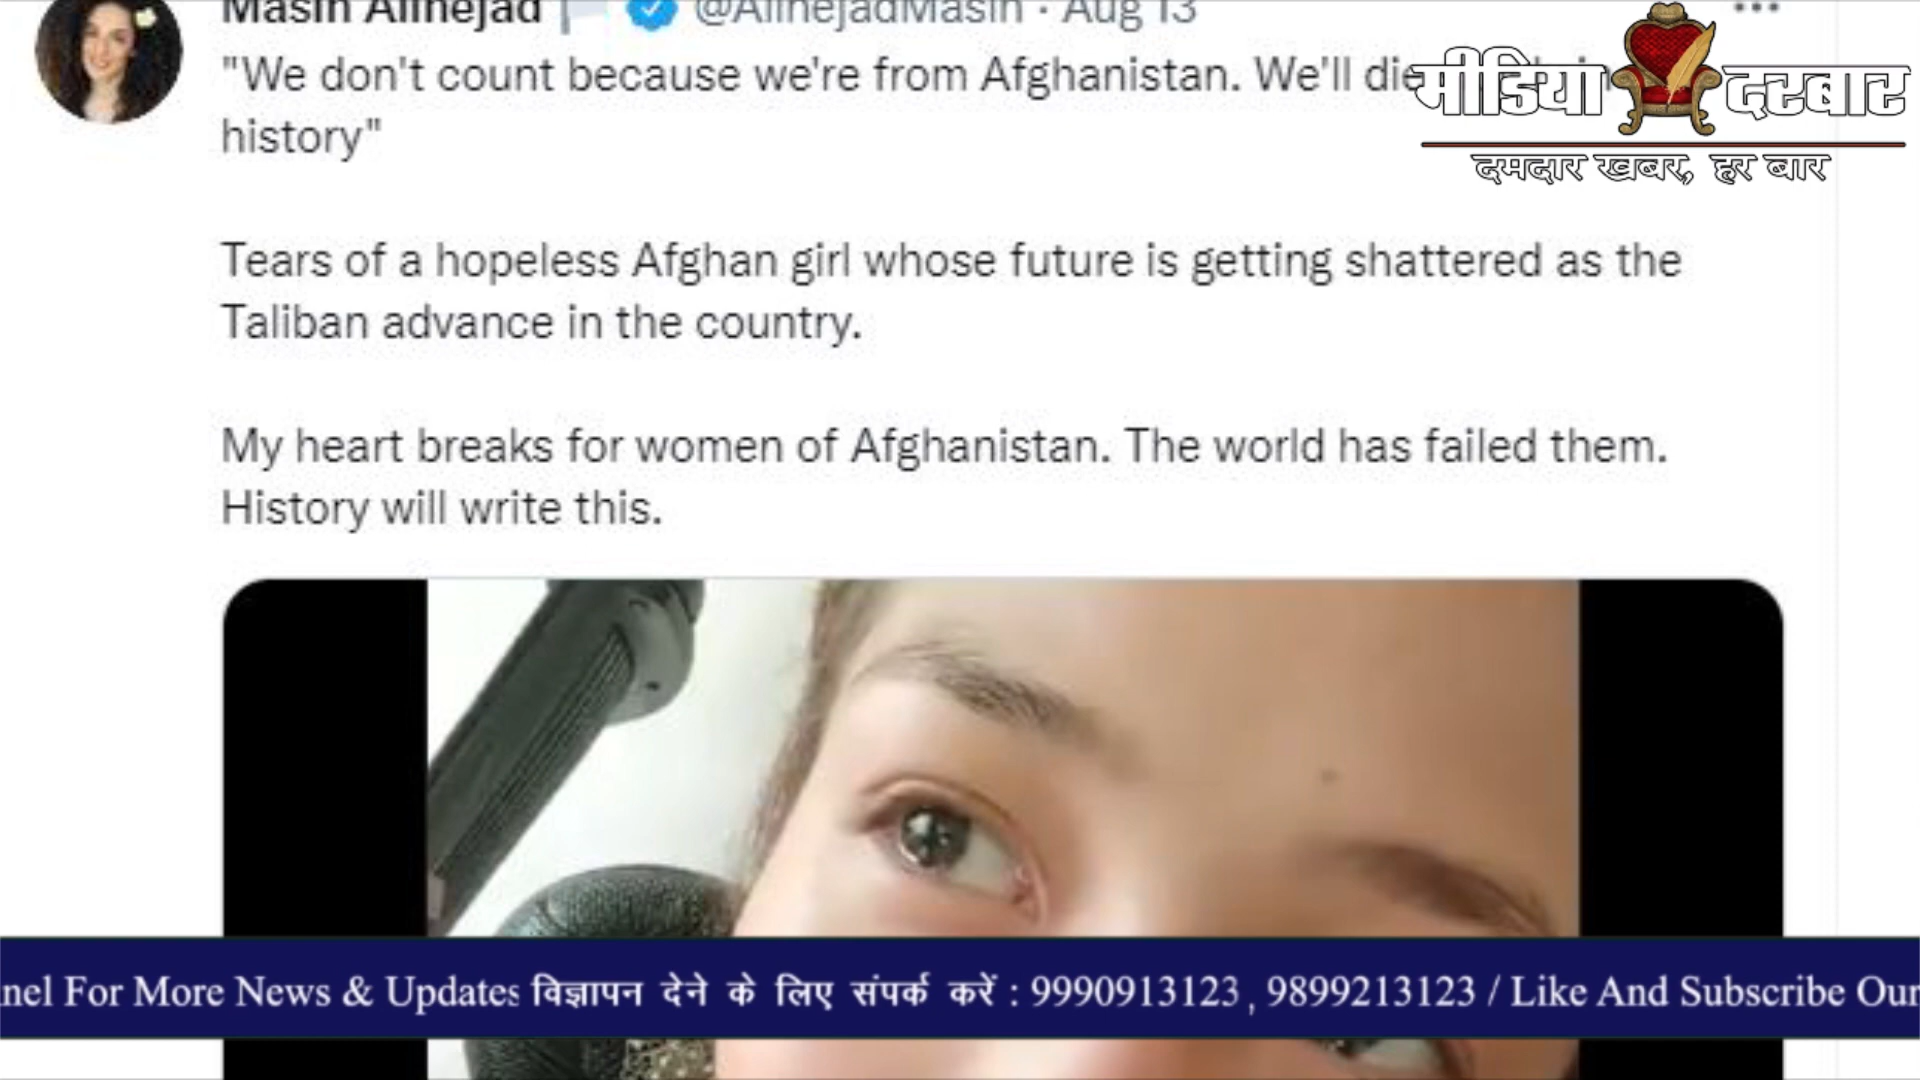 Masih Alinejad @AlinejadMasih · Aug 13 ...
"We don't count because we're from Afghanistan. We'll die
history"
Tears of a hopeless Afghan girl whose future is getting shattered as the
Taliban advance in the country.
My heart breaks for women of Afghanistan. The world has failed them.
History will write this.
मीडिया दरबार
दमदार खबर, हर बार
nel For More News & Updates विज्ञापन देने के लिए संपर्क करें : 9990913123, 9899213123 / Like And Subscribe Our